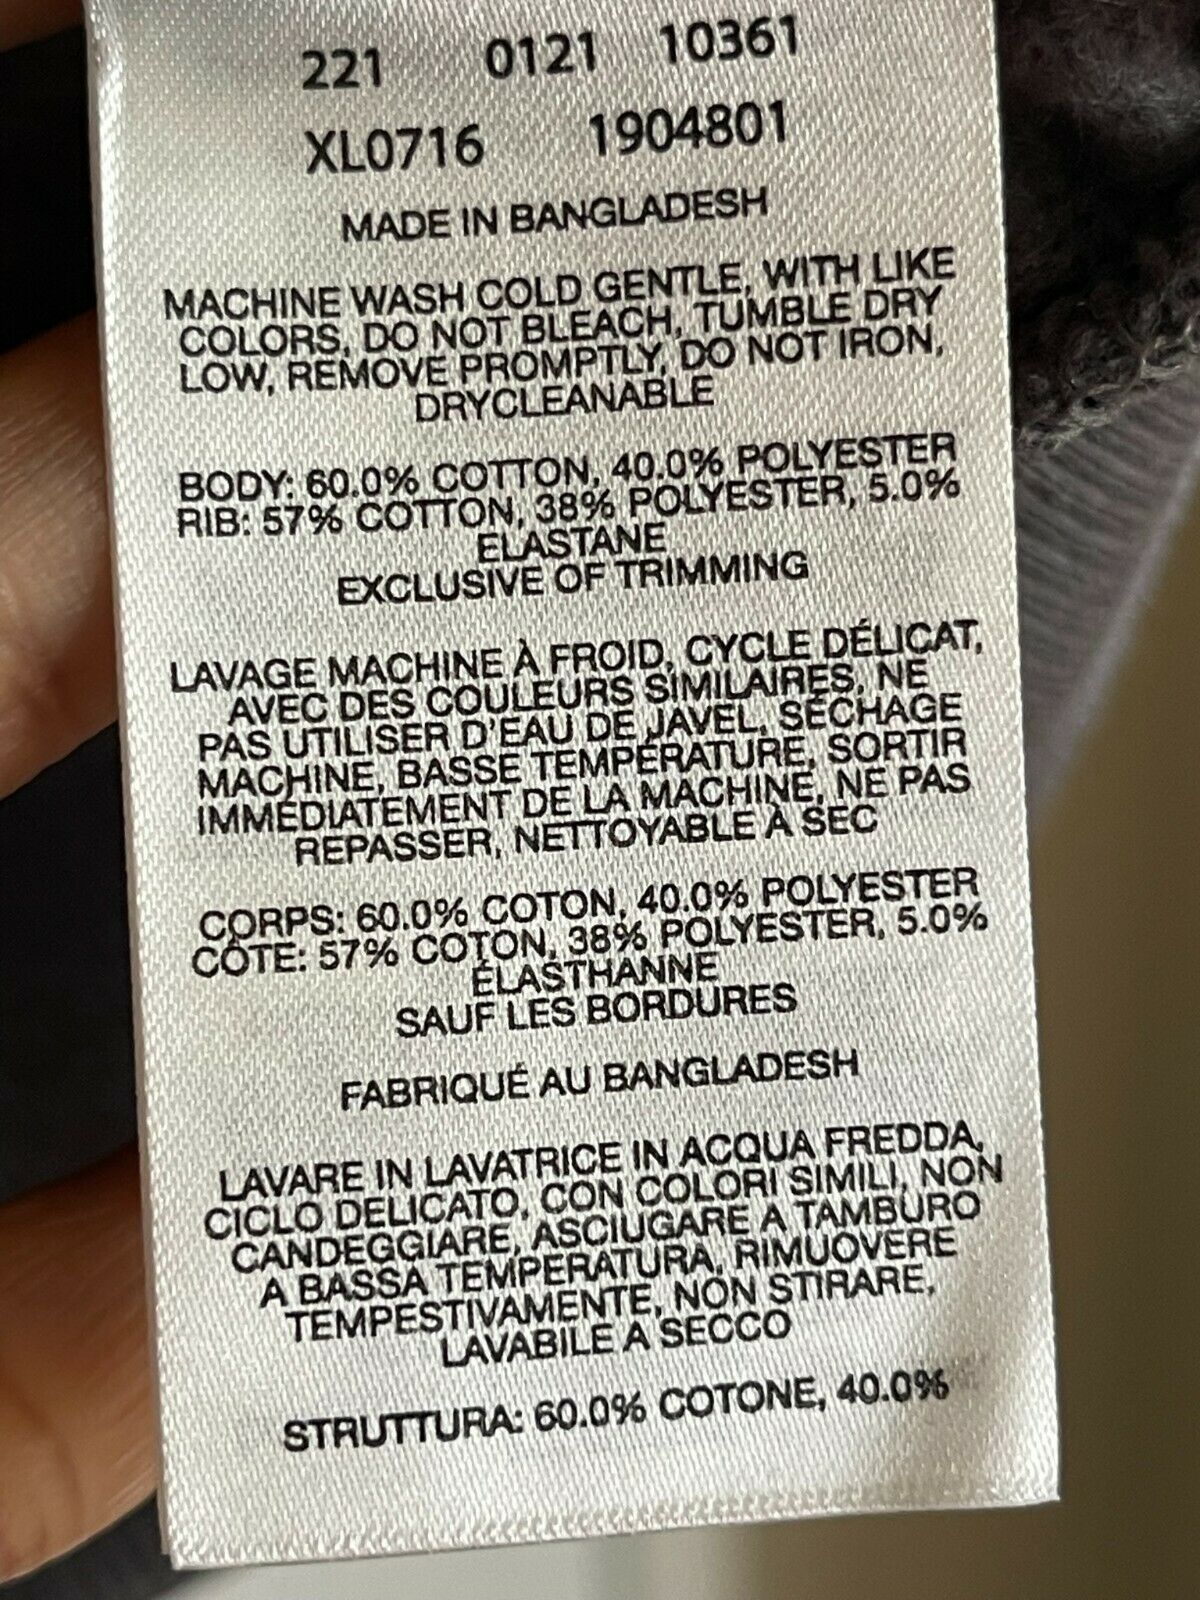 221 0121 10361
XL0716 1904801
MADE IN BANGLADESH
MACHINE WASH COLD GENTLE, WITH LIKE
COLORS, DO NOT BLEACH, TUMBLE DRY
LOW, REMOVE PROMPTLY, DO NOT IRON,
DRYCLEANABLE
BODY: 60.0% COTTON, 40.0% POLYESTER
RIB: 57% COTTON, 38% POLYESTER, 5.0%
ELASTANE
EXCLUSIVE OF TRIMMING
LAVAGE MACHINE À FROID, CYCLE DÉLICAT,
AVEC DES COULEURS SIMILAIRES, NE
PAS UTILISER D'EAU DE JAVEL, SÉCHAGE
MACHINE, BASSE TEMPÉRATURE, SORTIR
IMMÉDIATEMENT DE LA MACHINE, NE PAS
REPASSER, NETTOYABLE À SEC
CORPS: 60.0% COTON, 40.0% POLYESTER
CÔTE: 57% COTON, 38% POLYESTER, 5.0%
ÉLASTHANNE
SAUF LES BORDURES
FABRIQUÉ AU BANGLADESH
LAVARE IN LAVATRICE IN ACQUA FREDDA,
CICLO DELICATO, CON COLORI SIMILI, NON
CANDEGGIARE, ASCIUGARE A TAMBURO
A BASSA TEMPERATURA, RIMUOVERE
TEMPESTIVAMENTE, NON STIRARE,
LAVABILE A SECCO
STRUTTURA: 60.0% COTONE, 40.0%